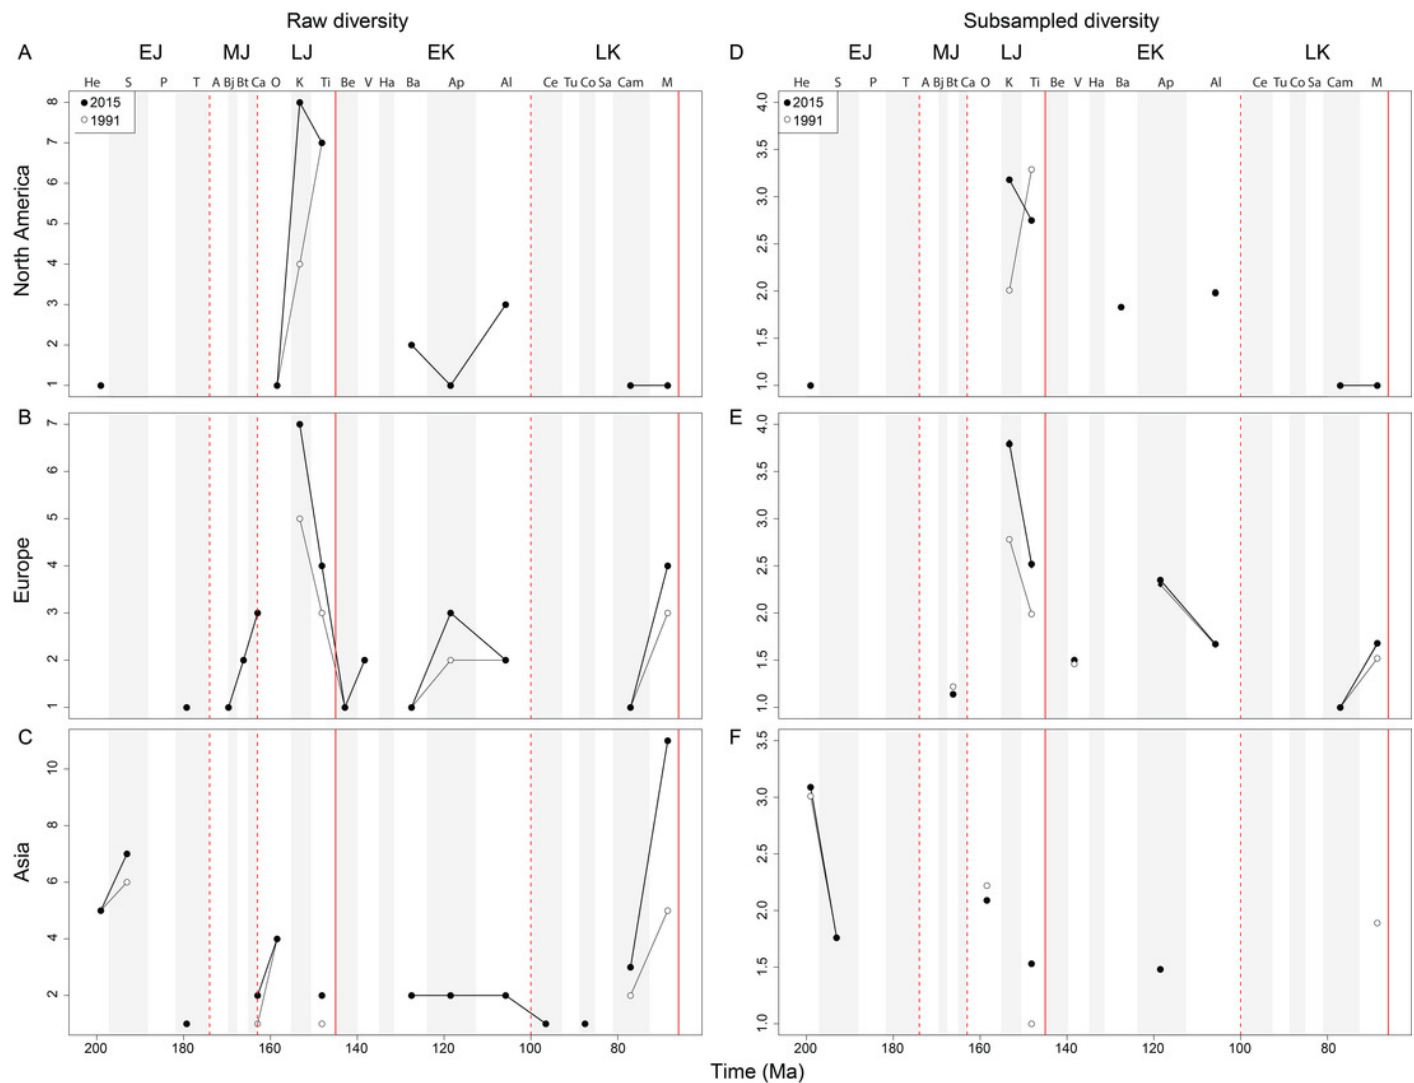 Raw diversity
Subsampled diversity
A EJ MJ LJ EK LK
D EJ MJ LJ EK LK
He S P T A Bj Bt Ca O K Ti Be V Ha Ba Ap Al Ce Tu Co Sa Cam M
He S P T A Bj Bt Ca O K Ti Be V Ha Ba Ap Al Ce Tu Co Sa Cam M
2015
1991
2015
1991
North America
8
7
6
5
4
3
2
1
4.0
3.5
3.0
2.5
2.0
1.5
1.0
B
E
Europe
7
6
5
4
3
2
1
4.0
3.5
3.0
2.5
2.0
1.5
1.0
C
F
Asia
10
8
6
4
2
3.5
3.0
2.5
2.0
1.5
1.0
200 180 160 140 120 100 80
200 180 160 140 120 100 80
Time (Ma)